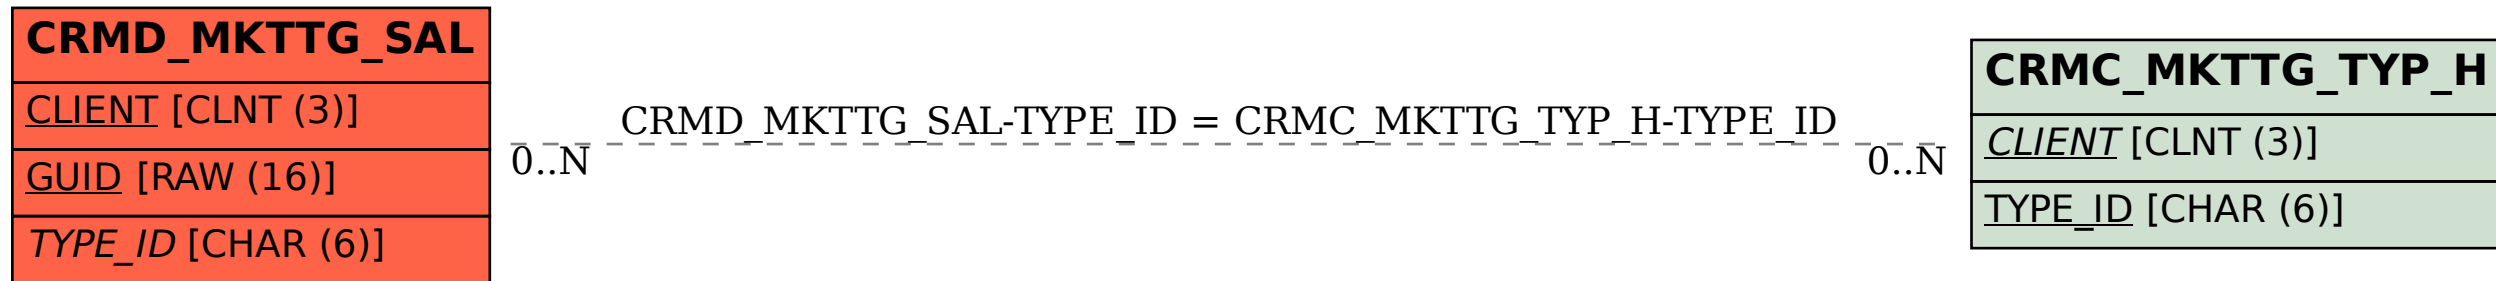 CRMD_MKTTG_SAL
CLIENT [CLNT (3)]
GUID [RAW (16)]
TYPE_ID [CHAR (6)]
CRMD_MKTTG_SAL-TYPE_ID = CRMC_MKTTG_TYP_H-TYPE_ID
0..N
0..N
CRMC_MKTTG_TYP_H
CLIENT [CLNT (3)]
TYPE_ID [CHAR (6)]